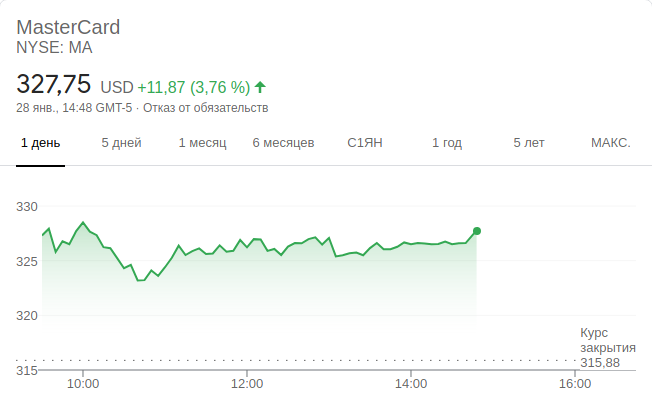 MasterCard
NYSE: MA
327,75 USD +11,87 (3,76 %)
28 янв., 14:48 GMT-5 · Отказ от обязательств
1 день 5 дней 1 месяц 6 месяцев С1ЯН 1 год 5 лет МАКС.
330
325
320
Курс
закрытия
315,88
315
10:00 12:00 14:00 16:00